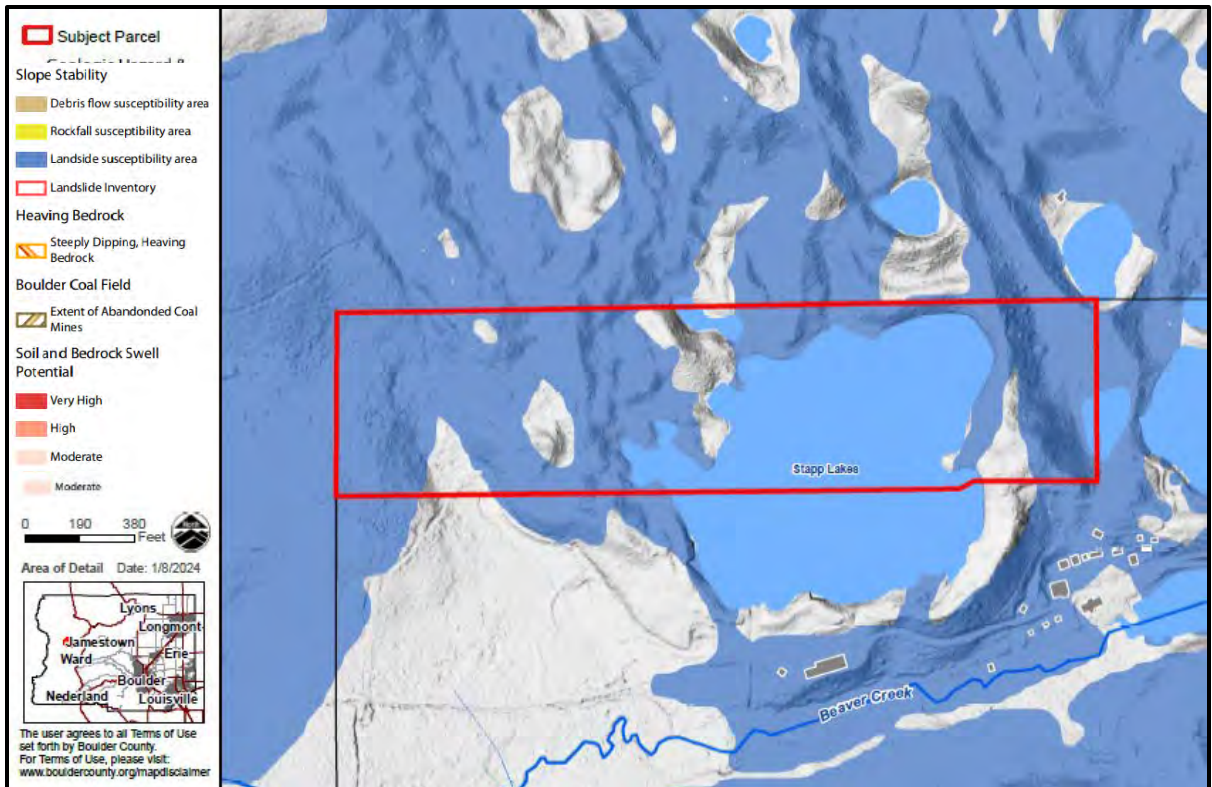 Subject Parcel
Slope Stability
Debris flow susceptibility area
Rockfall susceptibility area
Landside susceptibility area
Landslide Inventory
Heaving Bedrock
Steeply Dipping, Heaving
Bedrock
Boulder Coal Field
Extent of Abandonded Coal
Mines
Soil and Bedrock Swell
Potential
Very High
High
Moderate
Moderate
0 190 380
Feet
North
Area of Detail Date: 1/8/2024
Lyons
Longmont
Jamestown
Ward
Erie
Boulder
Nederland
Louisville
The user agrees to all Terms of Use
set forth by Boulder County.
For Terms of Use, please visit:
www.bouldercounty.org/mapdisclaimer
Stapp Lakes
Beaver Creek